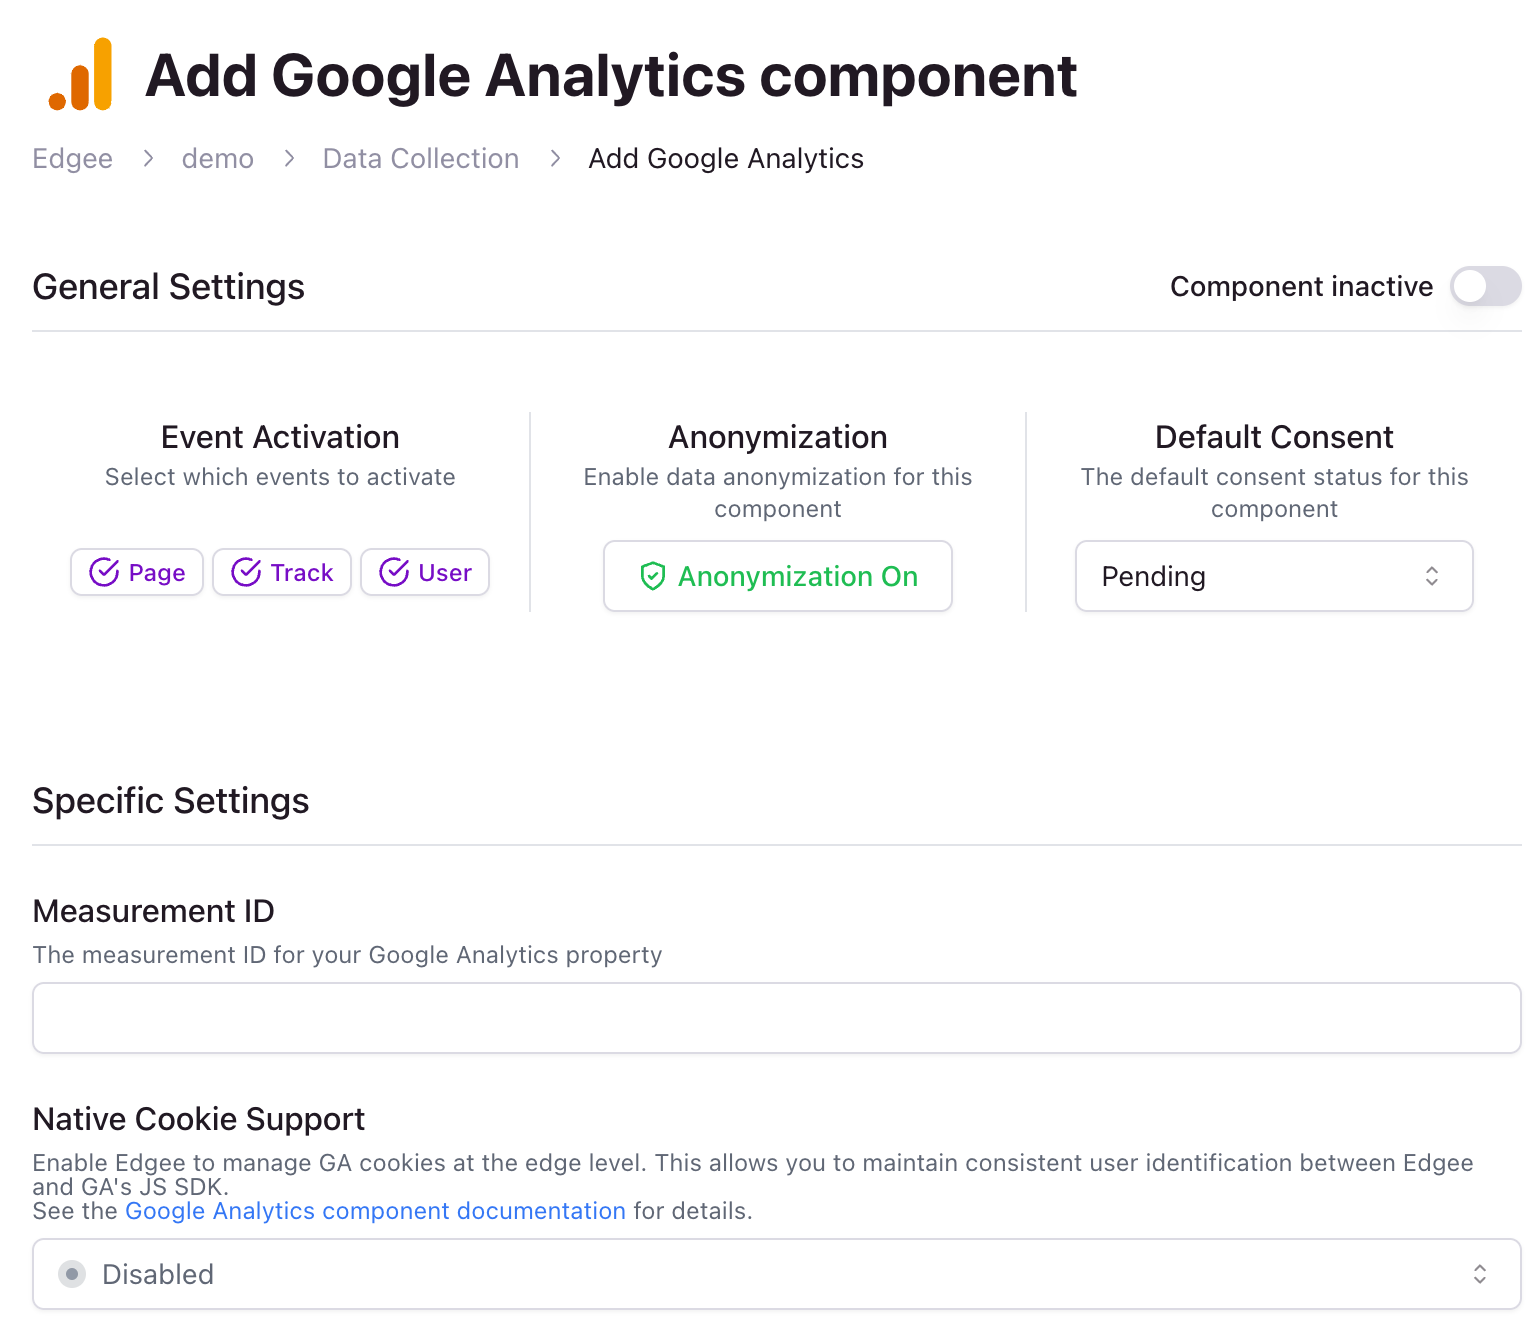 Add Google Analytics component
Edgee > demo > Data Collection > Add Google Analytics
General Settings
Component inactive
Event Activation
Select which events to activate
Page
Track
User
Anonymization
Enable data anonymization for this
component
Anonymization On
Default Consent
The default consent status for this
component
Pending
Specific Settings
Measurement ID
The measurement ID for your Google Analytics property
Native Cookie Support
Enable Edgee to manage GA cookies at the edge level. This allows you to maintain consistent user identification between Edgee
and GA's JS SDK.
See the Google Analytics component documentation for details.
Disabled